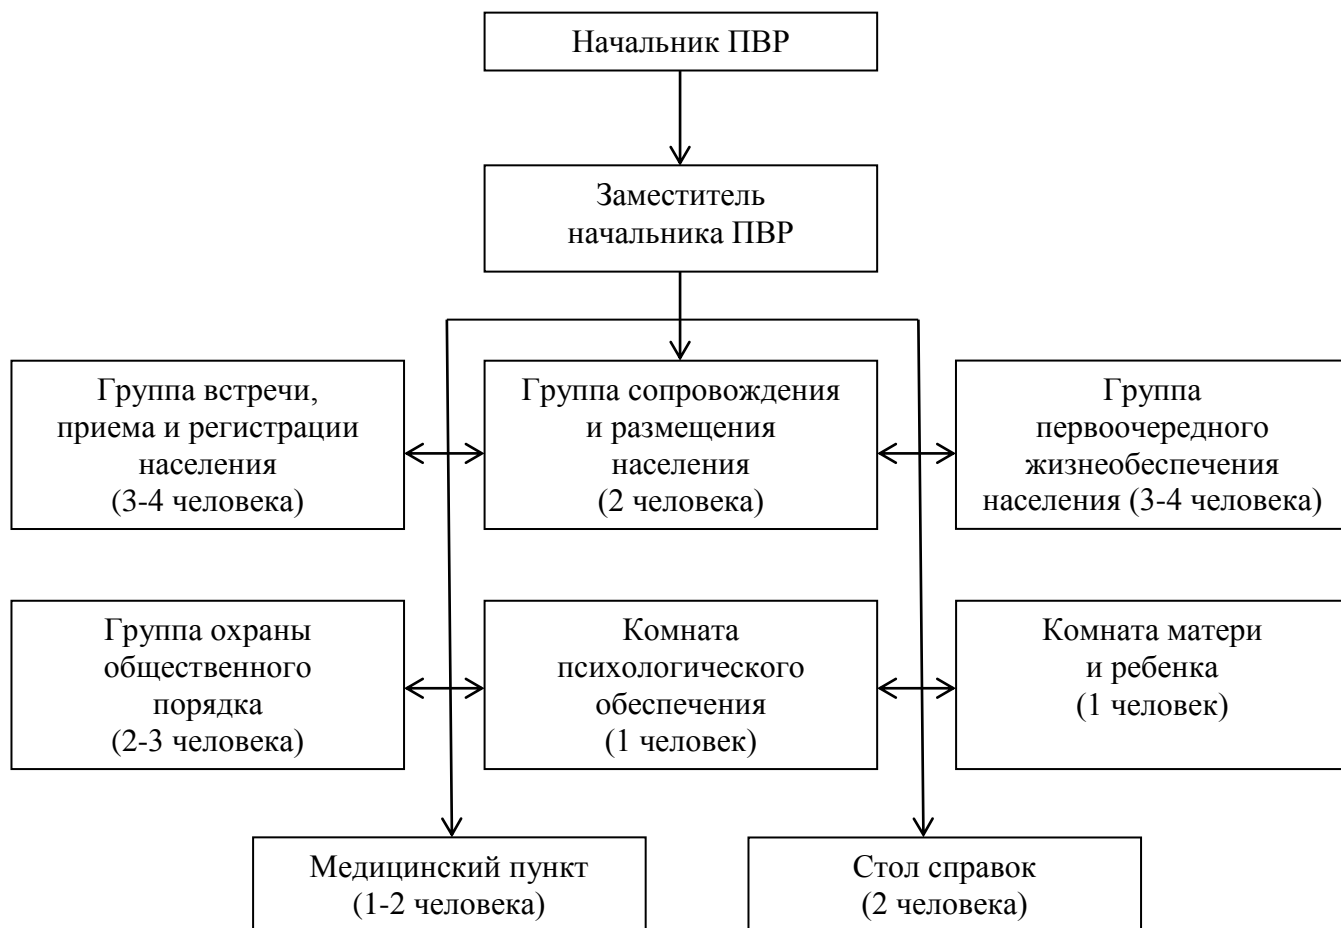 Начальник ПВР
Заместитель
начальника ПВР
Группа встречи,
приема и регистрации
населения
(3-4 человека)
Группа сопровождения
и размещения
населения
(2 человека)
Группа
первоочередного
жизнеобеспечения
населения (3-4 человека)
Группа охраны
общественного
порядка
(2-3 человека)
Комната
психологического
обеспечения
(1 человек)
Комната матери
и ребенка
(1 человек)
Медицинский пункт
(1-2 человека)
Стол справок
(2 человека)